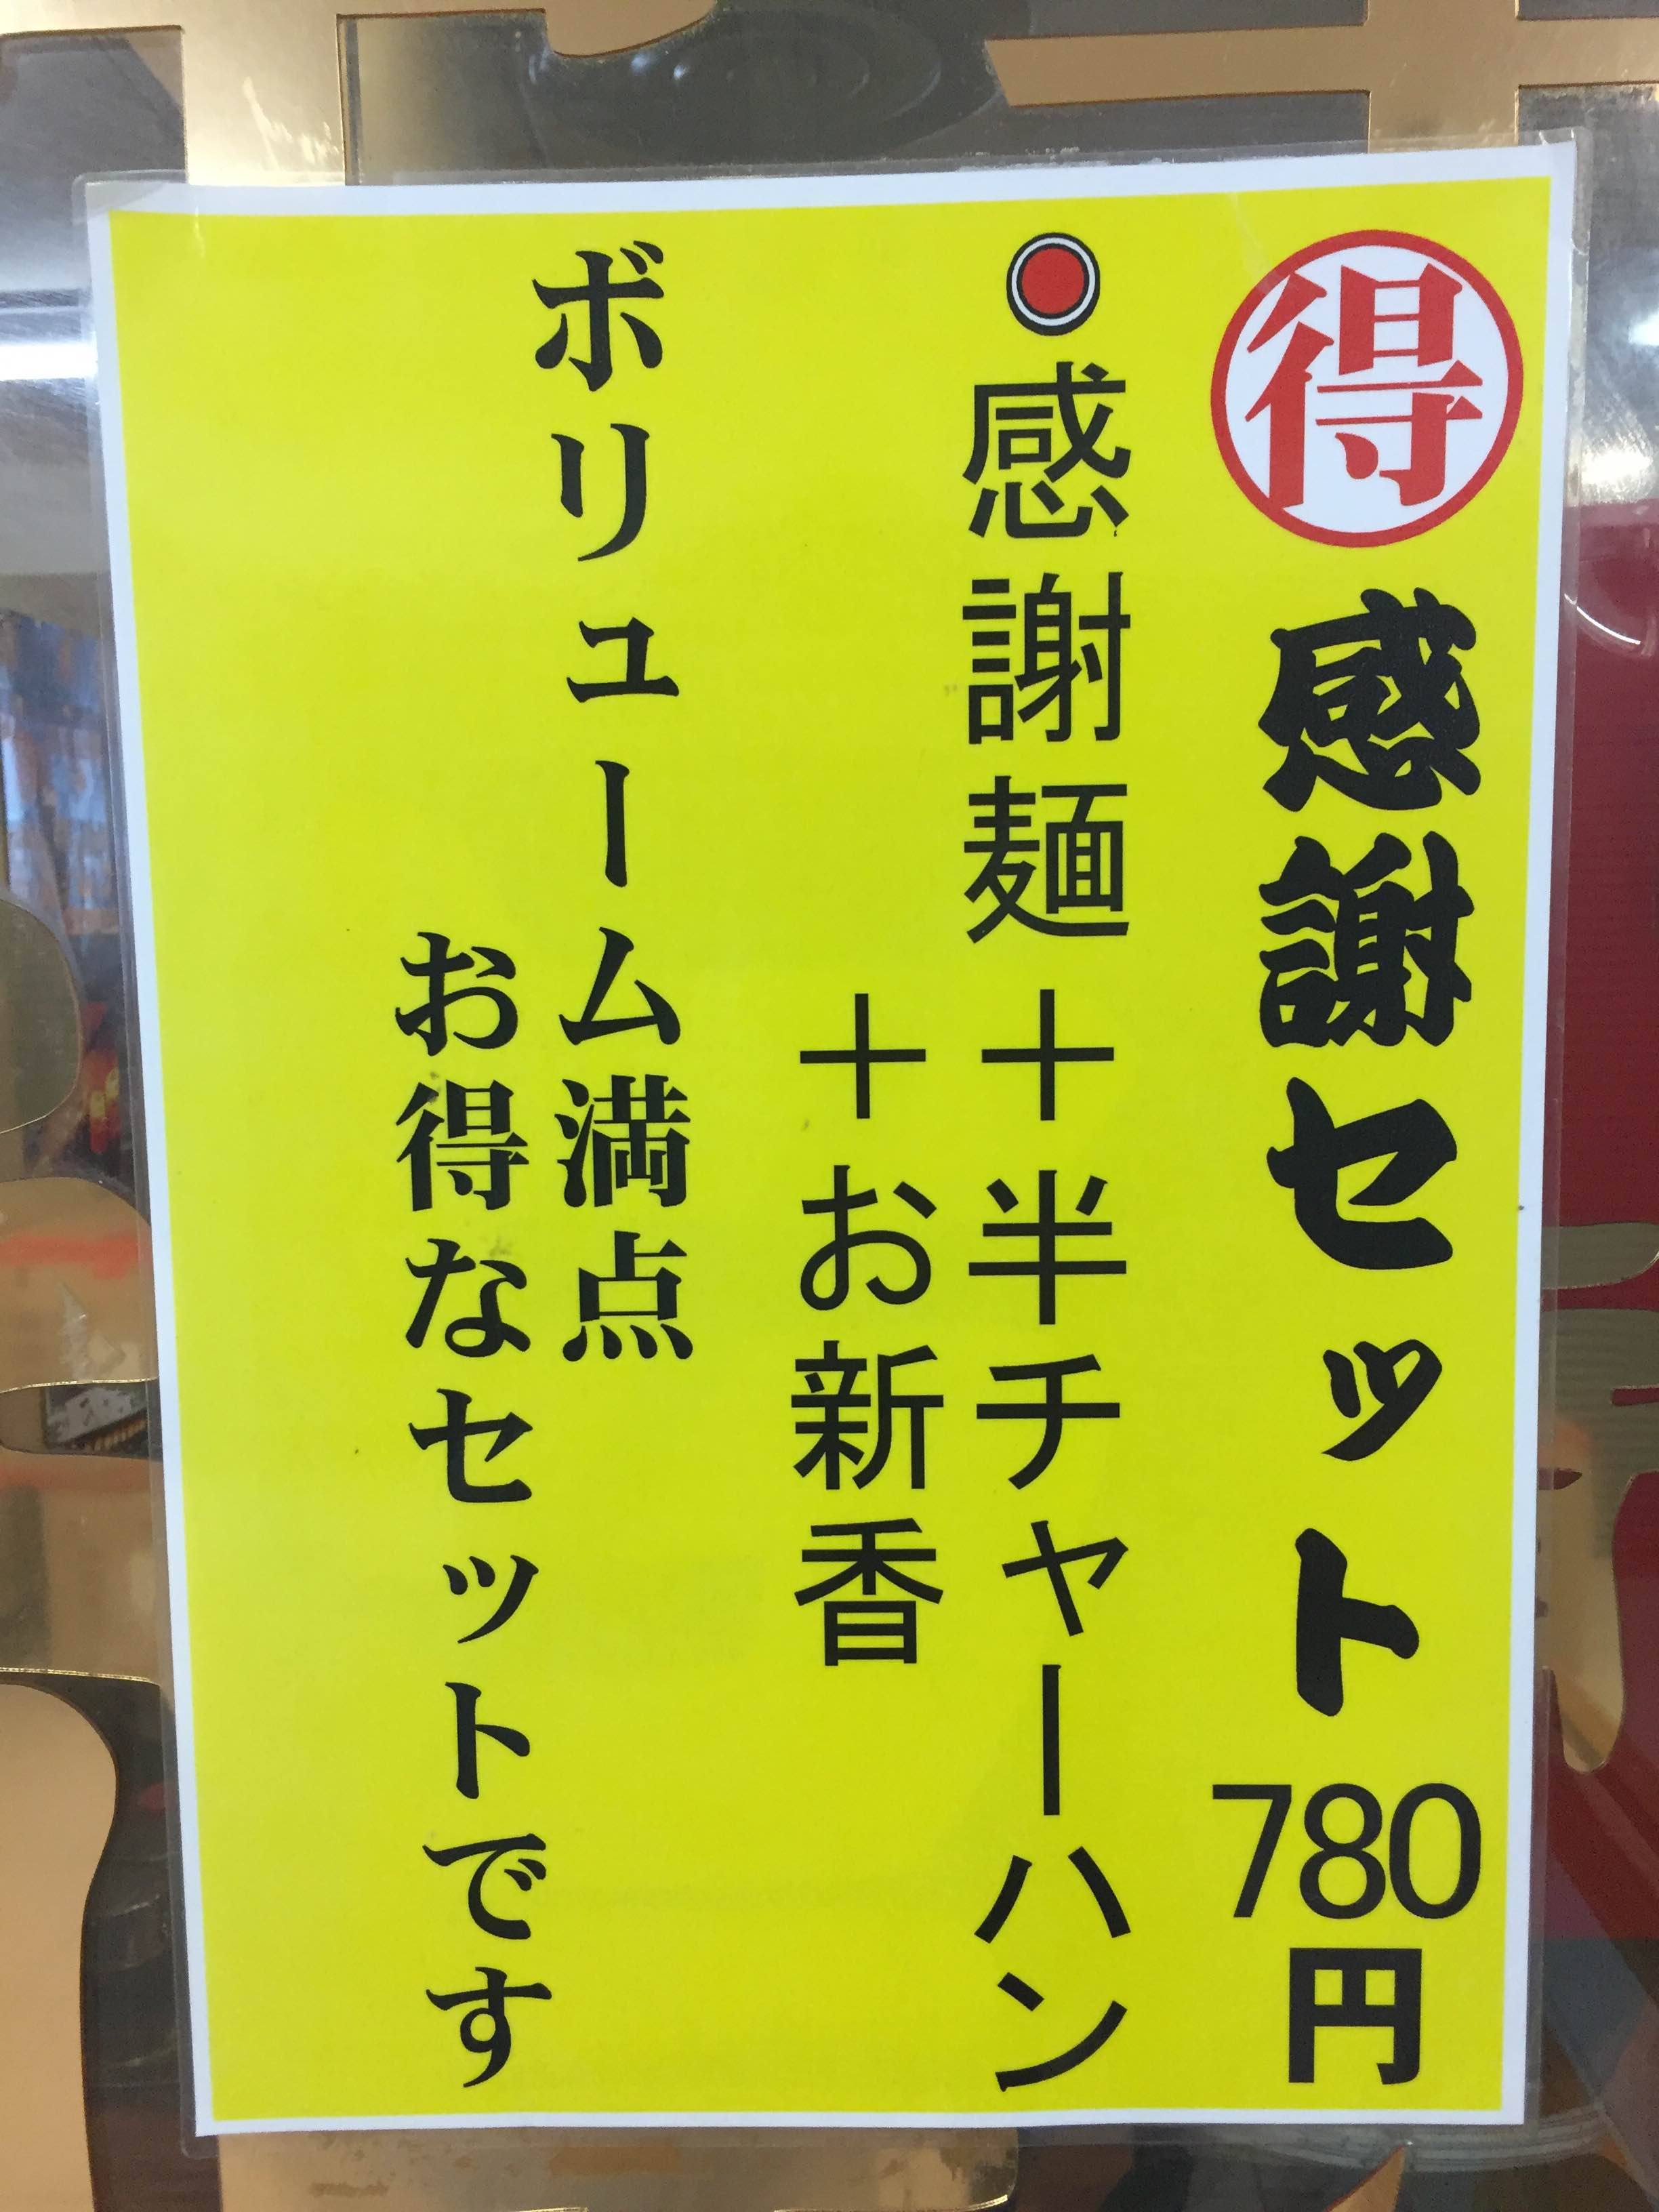 得 感謝セット 780円
感謝麺＋半チャーハン
＋お新香
ボリューム満点
お得なセットです